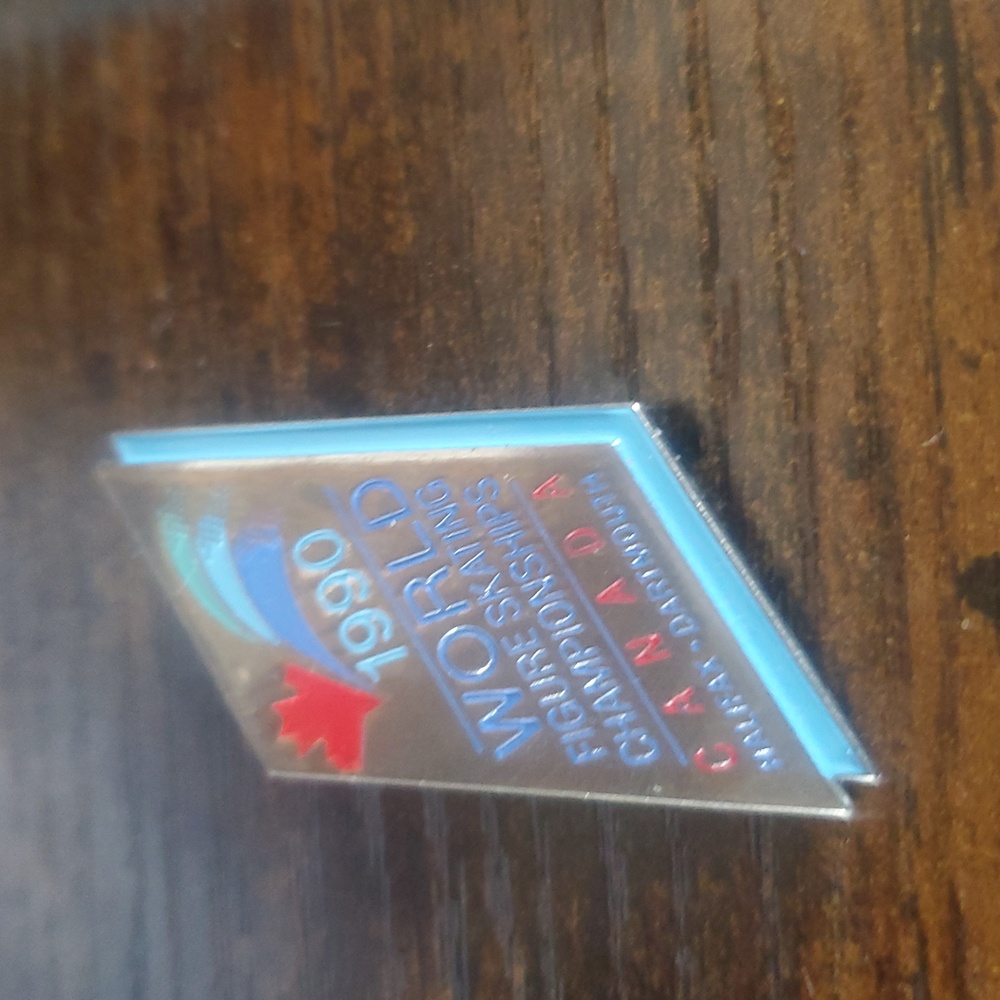 1990
WORLD
FIGURE SKATING
CHAMPIONSHIPS
CANADA
HALIFAX • DARTMOUTH